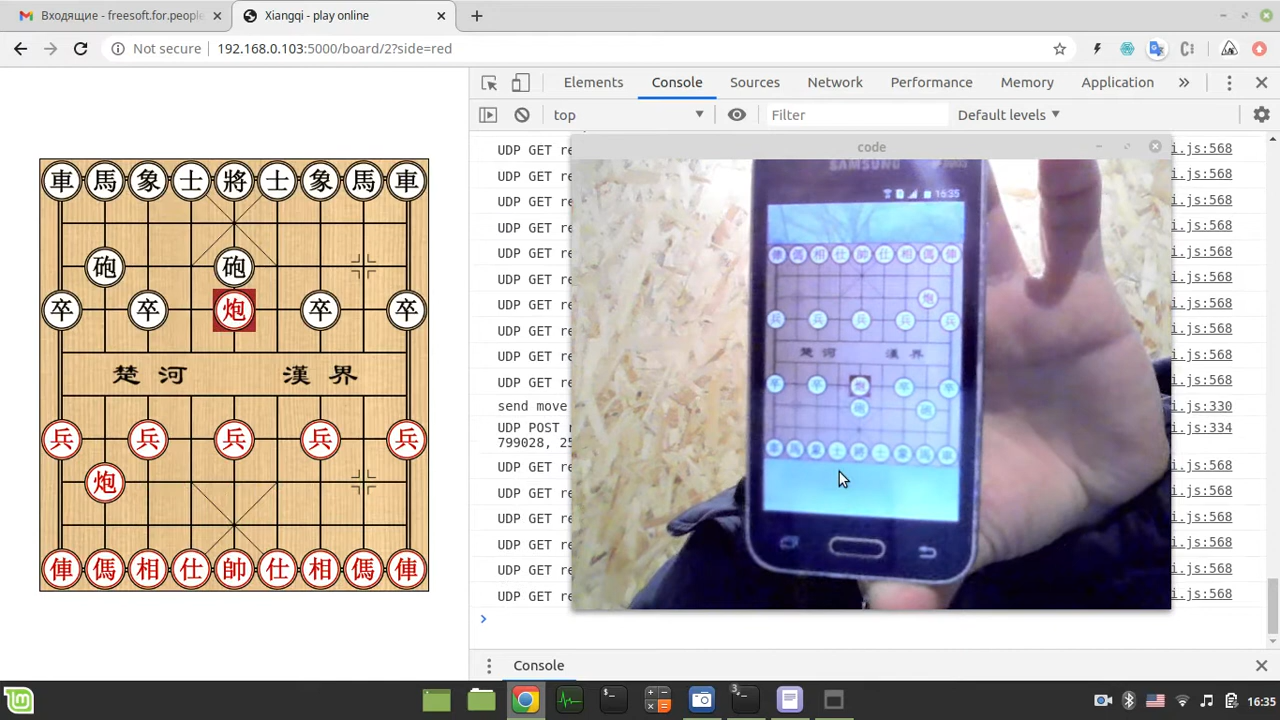 Входящие - freesoft.for.people
Xiangqi - play online
Not secure
192.168.0.103:5000/board/2?side=red
Elements
Console
Sources
Network
Performance
Memory
Application
top
Filter
Default levels
車馬象士將士象馬車
砲砲
卒卒炮卒卒
楚河 漢界
兵兵兵兵兵
炮
俥傌相仕帥仕相傌俥
UDP GET re i.js:568
UDP GET re i.js:568
UDP GET re i.js:568
UDP GET re i.js:568
UDP GET re i.js:568
UDP GET re i.js:568
UDP GET re i.js:568
UDP GET re i.js:568
UDP GET re i.js:568
UDP GET re i.js:568
send move i.js:330
UDP POST r i.js:334
799028, 25
UDP GET re i.js:568
UDP GET re i.js:568
UDP GET re i.js:568
UDP GET re i.js:568
UDP GET re i.js:568
UDP GET re i.js:568
code
SAMSUNG
16:35
楚河 漢界
Console
16:35